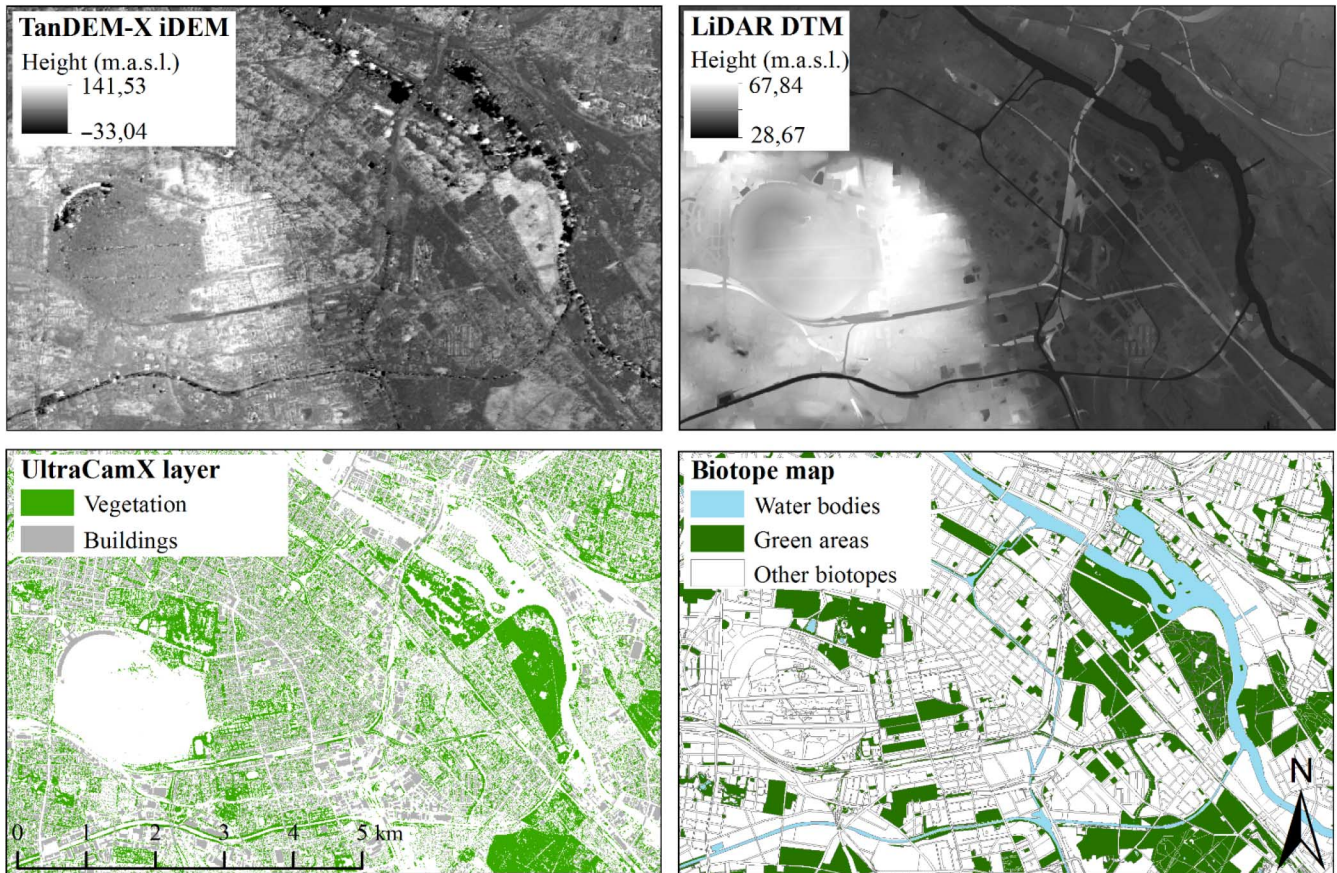 TanDEM-X iDEM
Height (m.a.s.l.)
141,53
–33,04
LiDAR DTM
Height (m.a.s.l.)
67,84
28,67
UltraCamX layer
Vegetation
Buildings
0 1 2 3 4 5 km
Biotope map
Water bodies
Green areas
Other biotopes
N